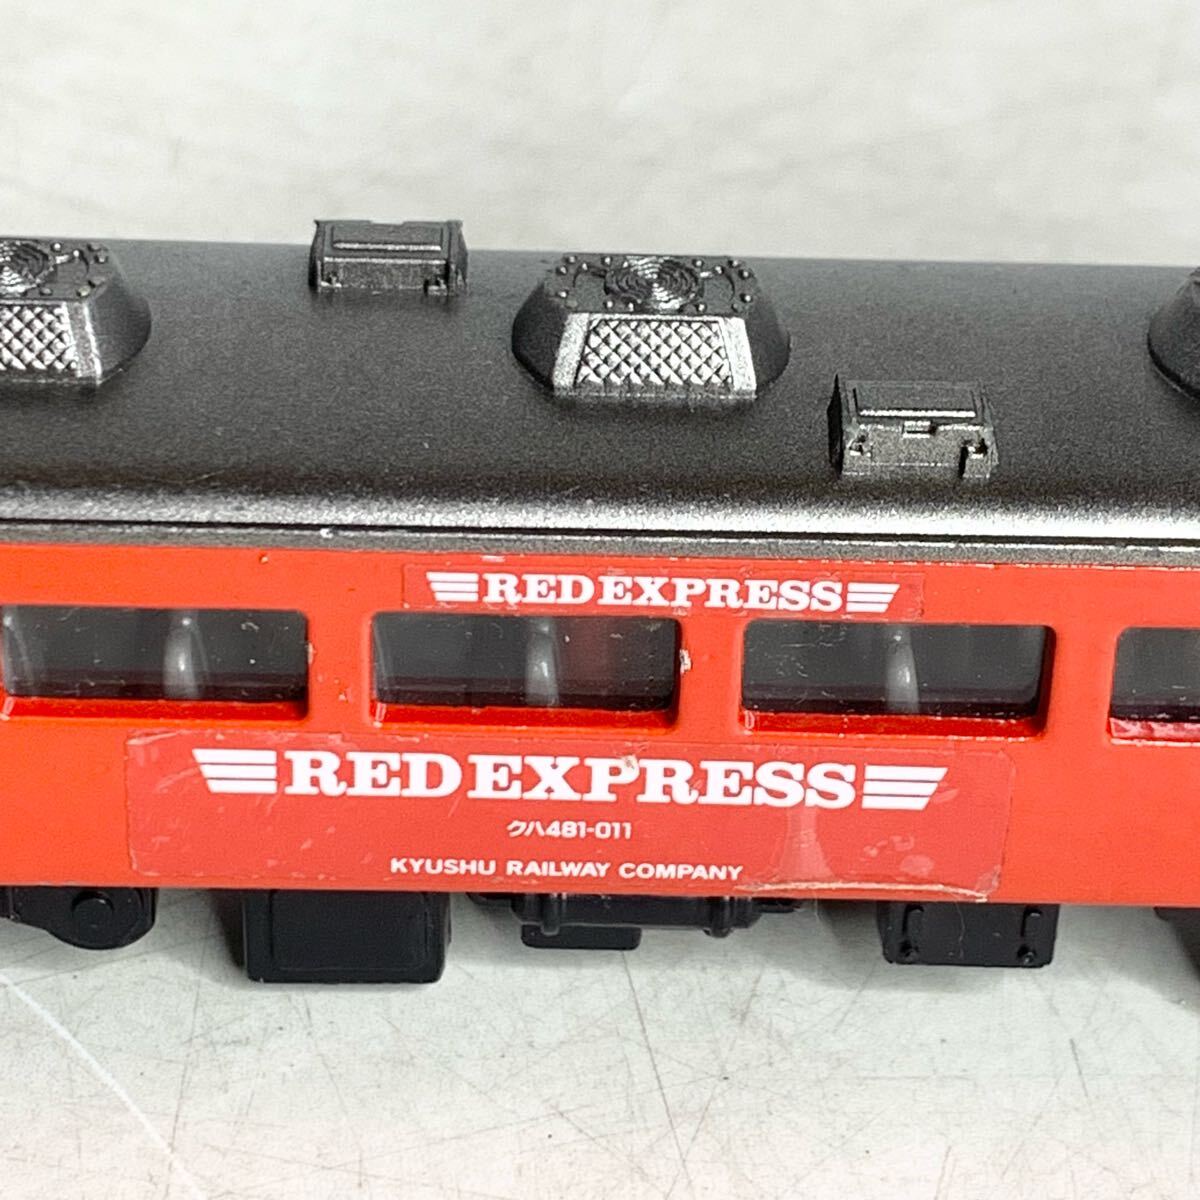 RED EXPRESS
RED EXPRESS
クハ481-011
KYUSHU RAILWAY COMPANY